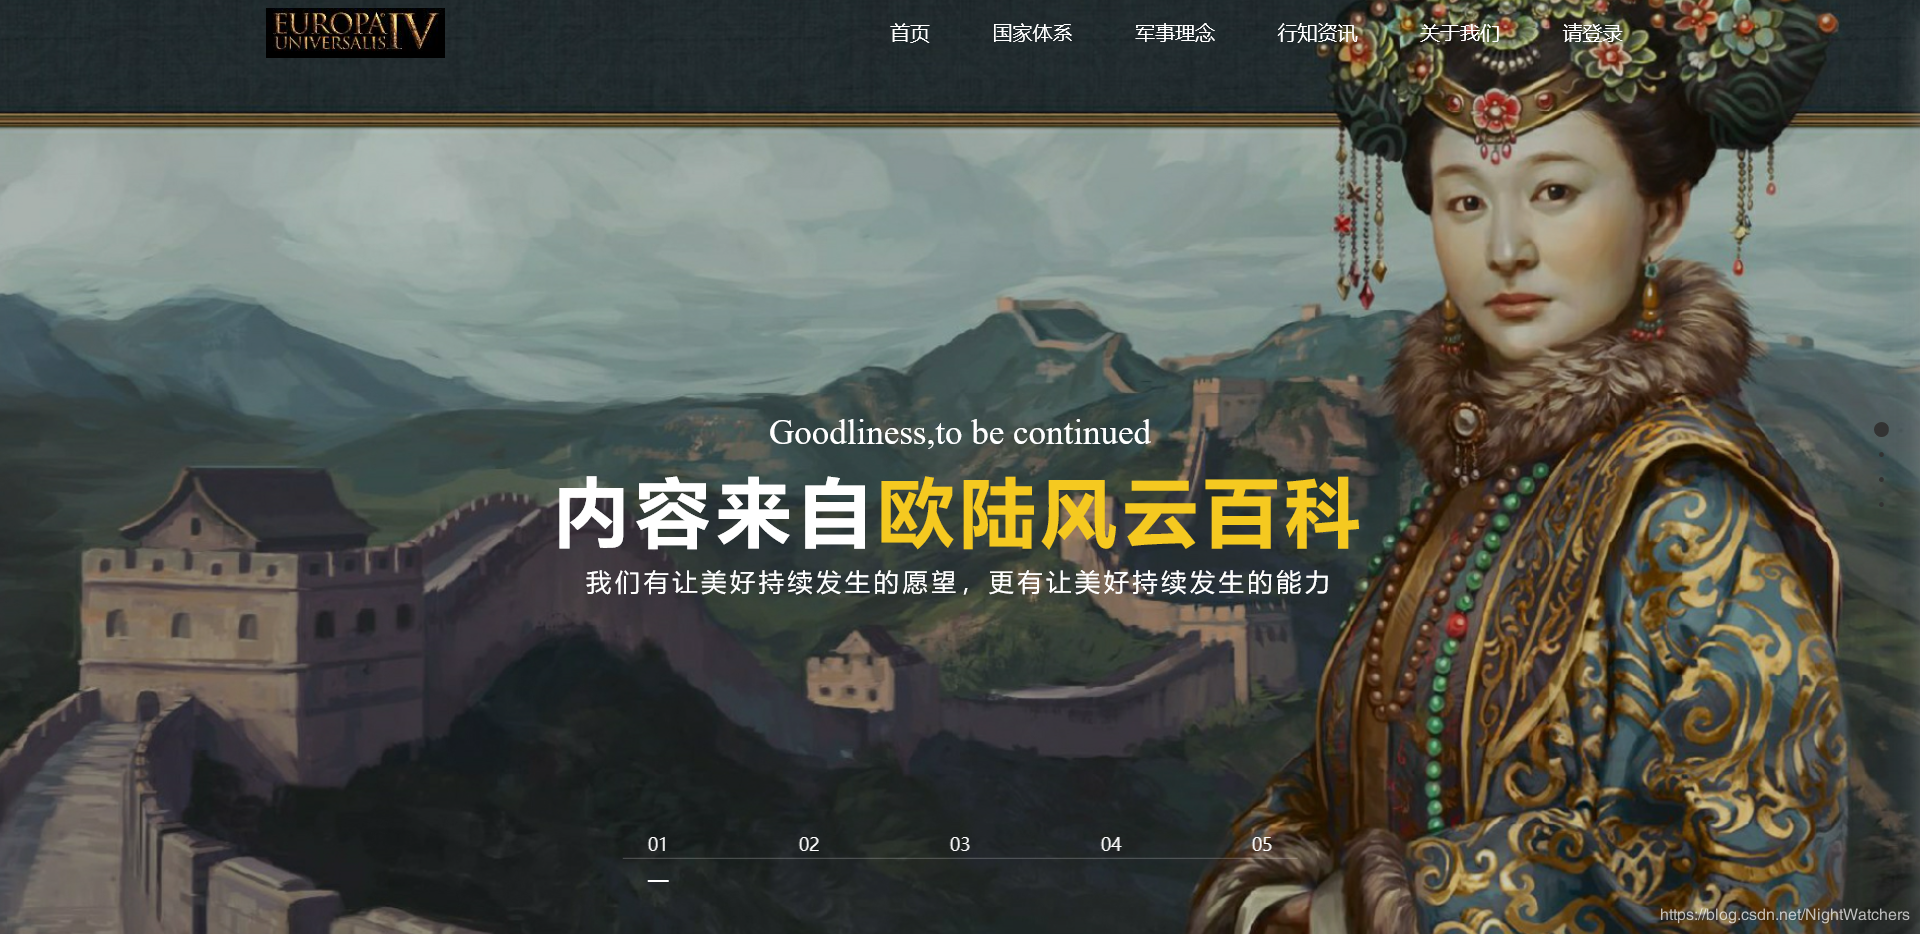 EUROPA
UNIVERSALIS IV
首页 国家体系 军事理念 行知资讯 关于我们 请登录
Goodliness,to be continued
内容来自欧陆风云百科
我们有让美好持续发生的愿望，更有让美好持续发生的能力
01 02 03 04 05
https://blog.csdn.net/NightWatchers